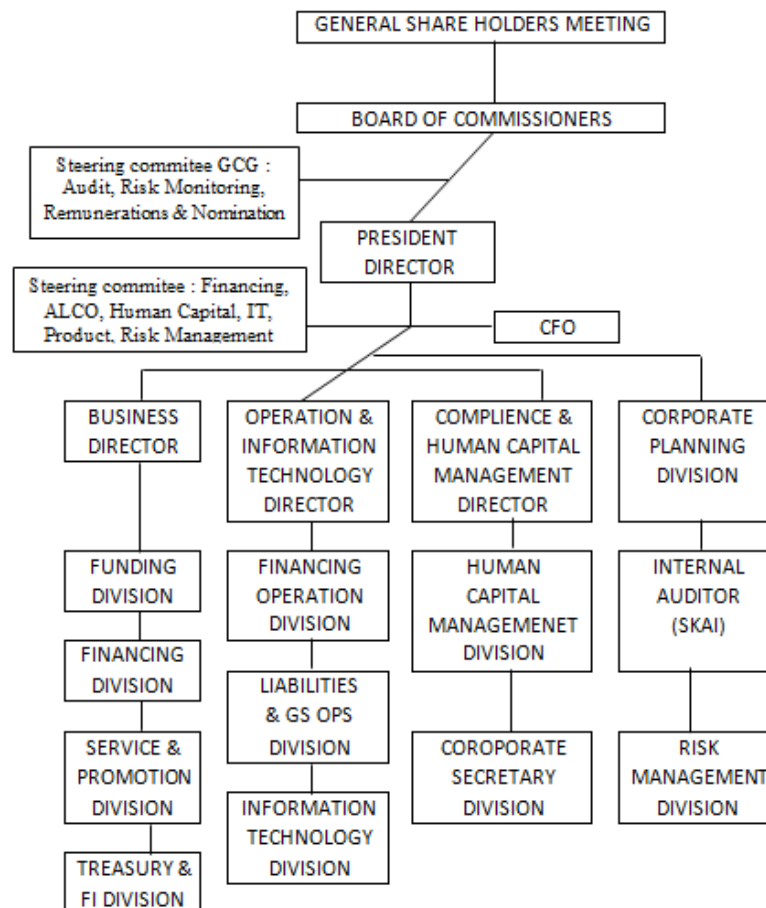 GENERAL SHARE HOLDERS MEETING
BOARD OF COMMISSIONERS
Steering commitee GCG :
Audit, Risk Monitoring,
Remunerations & Nomination
PRESIDENT
DIRECTOR
Steering commitee : Financing,
ALCO, Human Capital, IT,
Product, Risk Management
CFO
BUSINESS
DIRECTOR
OPERATION &
INFORMATION
TECHNOLOGY
DIRECTOR
COMPLIENCE &
HUMAN CAPITAL
MANAGEMENT
DIRECTOR
CORPORATE
PLANNING
DIVISION
FUNDING
DIVISION
FINANCING
OPERATION
DIVISION
HUMAN
CAPITAL
MANAGEMENET
DIVISION
INTERNAL
AUDITOR
(SKAI)
FINANCING
DIVISION
LIABILITIES
& GS OPS
DIVISION
SERVICE &
PROMOTION
DIVISION
COROPORATE
SECRETARY
DIVISION
RISK
MANAGEMENT
DIVISION
INFORMATION
TECHNOLOGY
DIVISION
TREASURY &
FI DIVISION